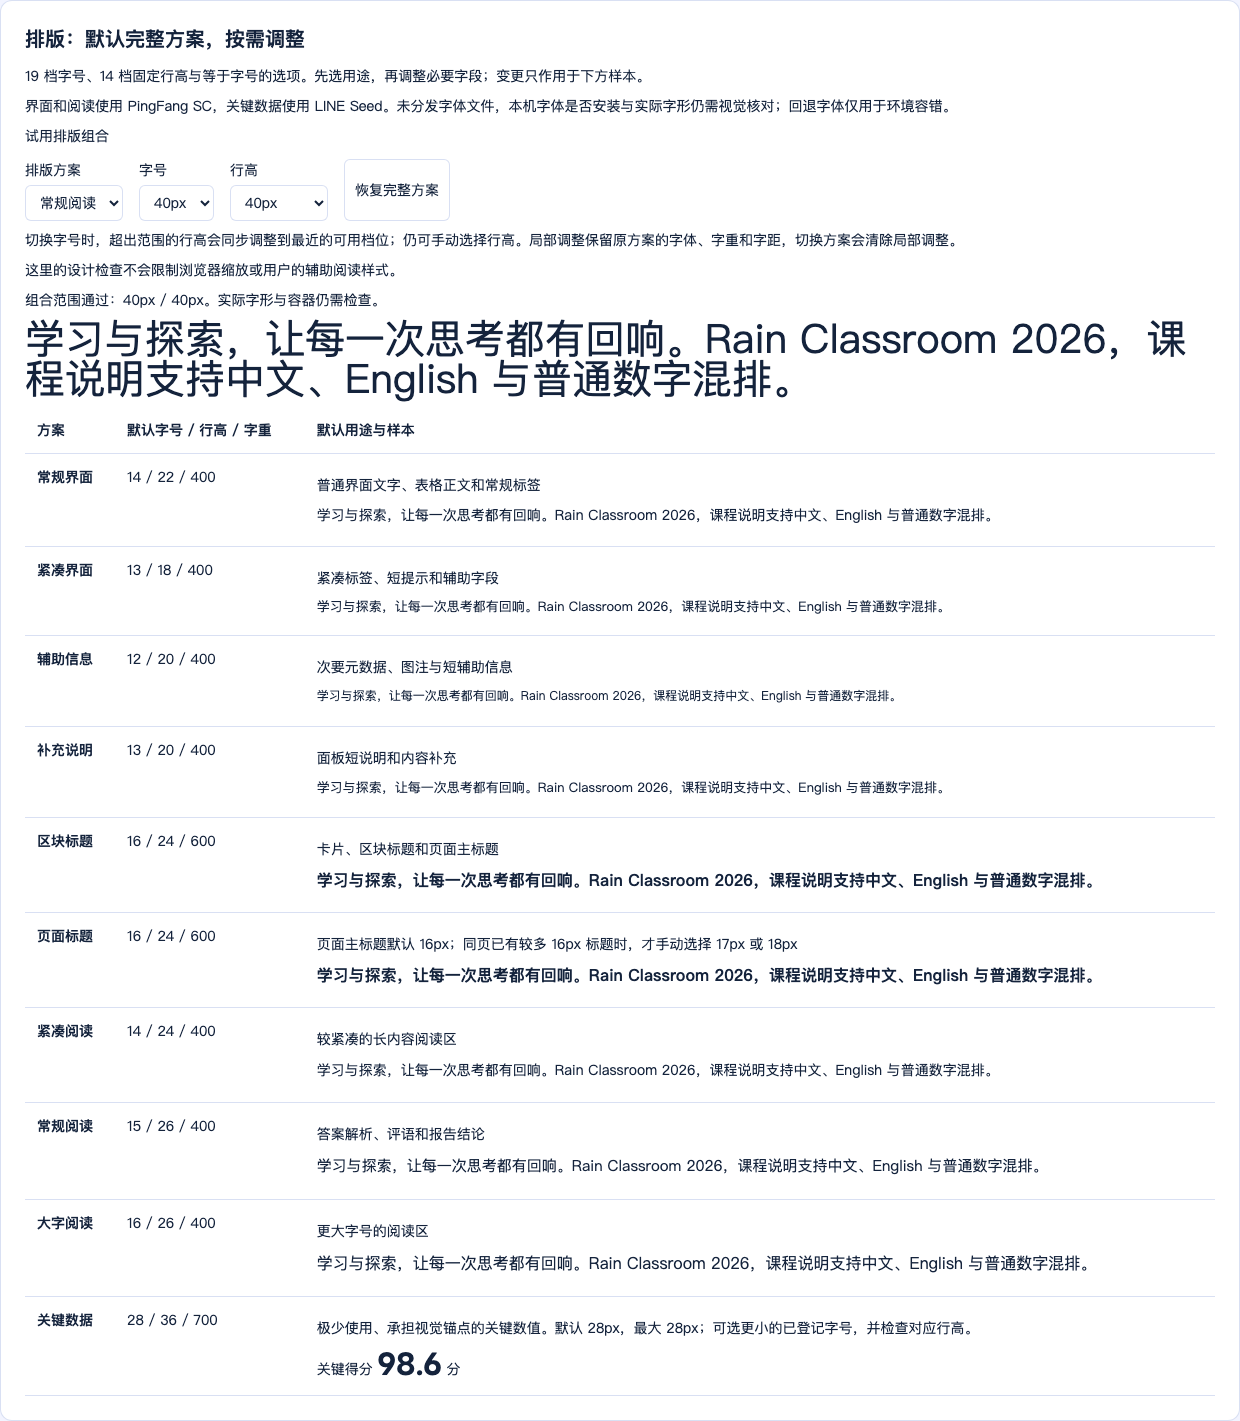 排版：默认完整方案，按需调整
19 档字号、14 档固定行高与等于字号的选项。先选用途，再调整必要字段；变更只作用于下方样本。
界面和阅读使用 PingFang SC，关键数据使用 LINE Seed。未分发字体文件，本机字体是否安装与实际字形仍需视觉核对；回退字体仅用于环境容错。
试用排版组合
排版方案 字号 行高
常规阅读 40px 40px 恢复完整方案
切换字号时，超出范围的行高会同步调整到最近的可用档位；仍可手动选择行高。局部调整保留原方案的字体、字重和字距，切换方案会清除局部调整。
这里的设计检查不会限制浏览器缩放或用户的辅助阅读样式。
组合范围通过：40px / 40px。实际字形与容器仍需检查。
学习与探索，让每一次思考都有回响。Rain Classroom 2026，课
程说明支持中文、English 与普通数字混排。
方案 默认字号 / 行高 / 字重 默认用途与样本
常规界面 14 / 22 / 400 普通界面文字、表格正文和常规标签
学习与探索，让每一次思考都有回响。Rain Classroom 2026，课程说明支持中文、English 与普通数字混排。
紧凑界面 13 / 18 / 400 紧凑标签、短提示和辅助字段
学习与探索，让每一次思考都有回响。Rain Classroom 2026，课程说明支持中文、English 与普通数字混排。
辅助信息 12 / 20 / 400 次要元数据、图注与短辅助信息
学习与探索，让每一次思考都有回响。Rain Classroom 2026，课程说明支持中文、English 与普通数字混排。
补充说明 13 / 20 / 400 面板短说明和内容补充
学习与探索，让每一次思考都有回响。Rain Classroom 2026，课程说明支持中文、English 与普通数字混排。
区块标题 16 / 24 / 600 卡片、区块标题和页面主标题
学习与探索，让每一次思考都有回响。Rain Classroom 2026，课程说明支持中文、English 与普通数字混排。
页面标题 16 / 24 / 600 页面主标题默认 16px；同页已有较多 16px 标题时，才手动选择 17px 或 18px
学习与探索，让每一次思考都有回响。Rain Classroom 2026，课程说明支持中文、English 与普通数字混排。
紧凑阅读 14 / 24 / 400 较紧凑的长内容阅读区
学习与探索，让每一次思考都有回响。Rain Classroom 2026，课程说明支持中文、English 与普通数字混排。
常规阅读 15 / 26 / 400 答案解析、评语和报告结论
学习与探索，让每一次思考都有回响。Rain Classroom 2026，课程说明支持中文、English 与普通数字混排。
大字阅读 16 / 26 / 400 更大字号的阅读区
学习与探索，让每一次思考都有回响。Rain Classroom 2026，课程说明支持中文、English 与普通数字混排。
关键数据 28 / 36 / 700 极少使用、承担视觉锚点的关键数值。默认 28px，最大 28px；可选更小的已登记字号，并检查对应行高。
关键得分 98.6 分